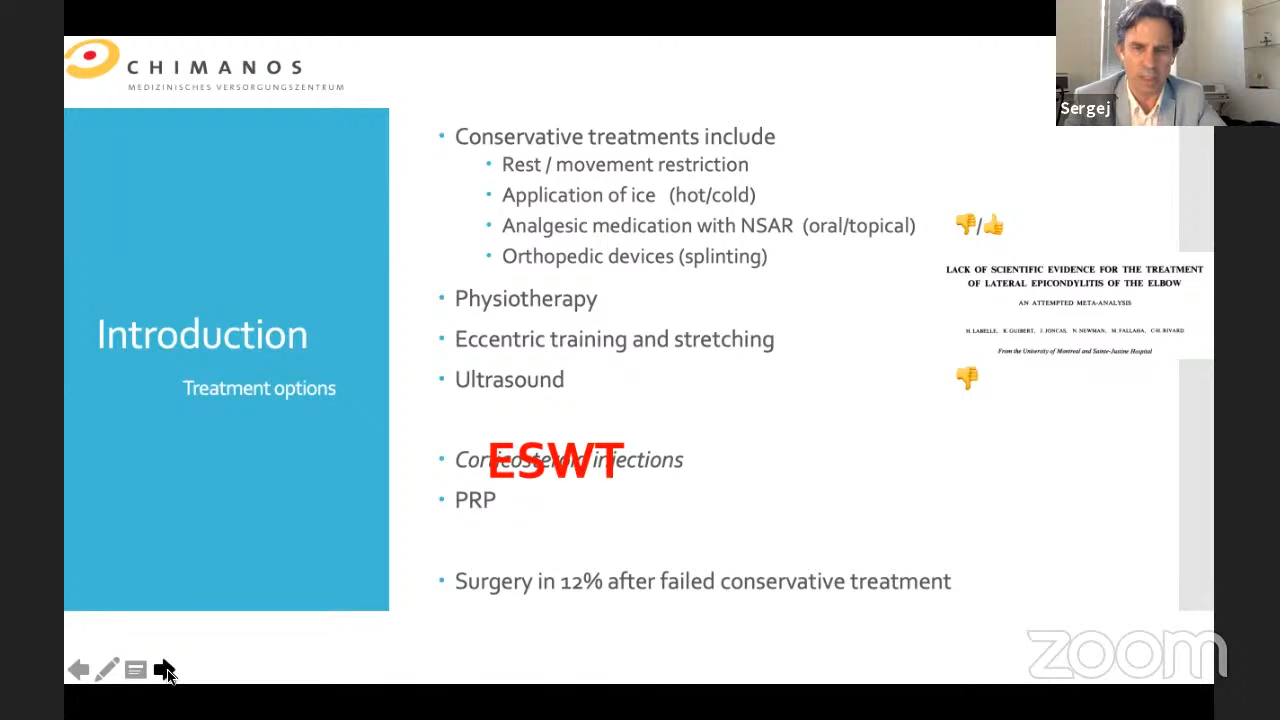 CHIMANOS
MEDIZINISCHES VERSORGUNGSZENTRUM
Sergej
Introduction
Treatment options
• Conservative treatments include
• Rest / movement restriction
• Application of ice (hot/cold)
• Analgesic medication with NSAR (oral/topical) 👎/👍
• Orthopedic devices (splinting)
• Physiotherapy
• Eccentric training and stretching
• Ultrasound 👎
ESWT
• Corticosteroid injections
• PRP
• Surgery in 12% after failed conservative treatment
LACK OF SCIENTIFIC EVIDENCE FOR THE TREATMENT
OF LATERAL EPICONDYLITIS OF THE ELBOW
AN ATTEMPTED META-ANALYSIS
H. LABELLE, R. GUIBERT, J. JONCAS, N. NEWMAN, M. FALLAHA, C-H. RIVARD
From the University of Montreal and Sainte-Justine Hospital
zoom